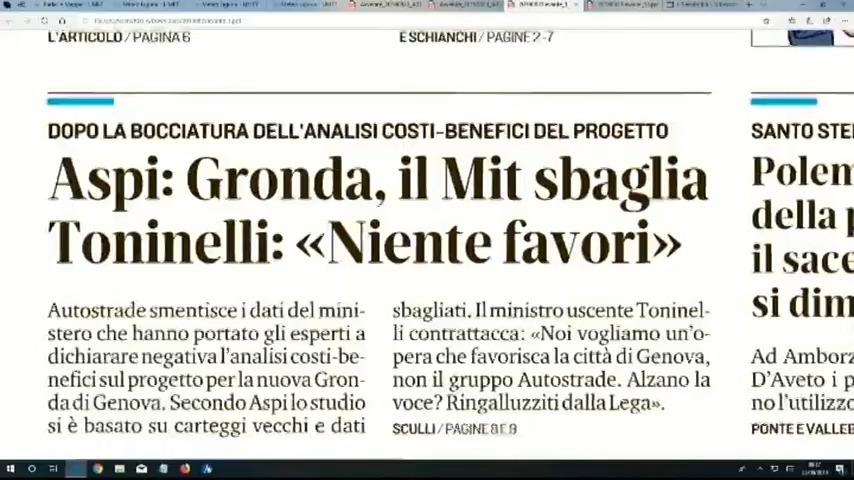 L'ARTICOLO / PAGINA 6
E SCHIANCHI / PAGINE 2-7
DOPO LA BOCCIATURA DELL'ANALISI COSTI-BENEFICI DEL PROGETTO
Aspi: Gronda, il Mit sbaglia
Toninelli: «Niente favori»
Autostrade smentisce i dati del mini-
stero che hanno portato gli esperti a
dichiarare negativa l'analisi costi-be-
nefici sul progetto per la nuova Gron-
da di Genova. Secondo Aspi lo studio
si è basato su carteggi vecchi e dati
sbagliati. Il ministro uscente Toninel-
li contrattacca: «Noi vogliamo un'o-
pera che favorisca la città di Genova,
non il gruppo Autostrade. Alzano la
voce? Ringalluzziti dalla Lega».
SCULLI / PAGINE 8 E 9
SANTO STE
Polem
della p
il sace
si dim
Ad Amborz
D'Aveto i p
no l'utilizzo
PONTE E VALLEB